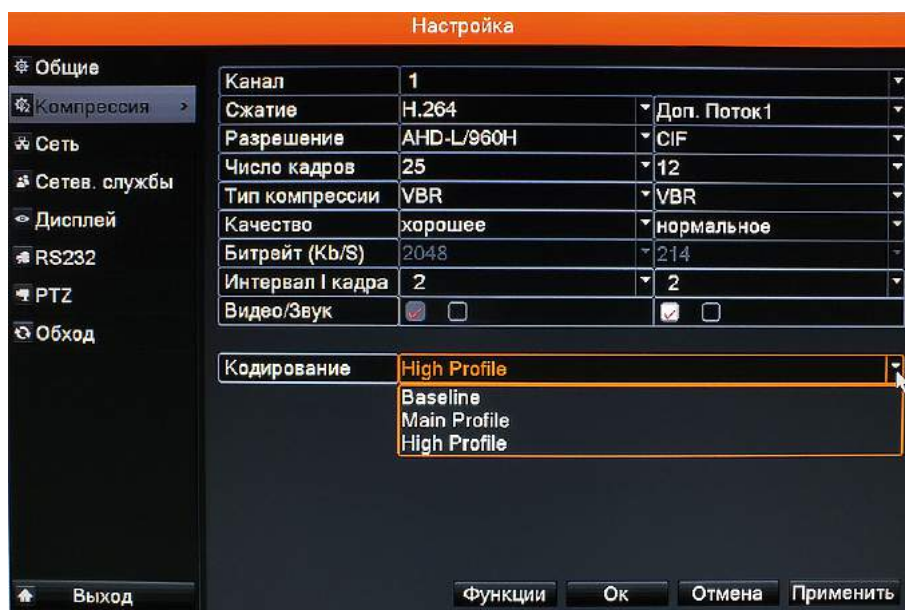 Настройка
Общие
Компрессия >
Сеть
Сетев. службы
Дисплей
RS232
PTZ
Обход
Канал 1
Сжатие H.264 Доп. Поток1
Разрешение AHD-L/960H CIF
Число кадров 25 12
Тип компрессии VBR VBR
Качество хорошее нормальное
Битрейт (Kb/S) 2048 214
Интервал I кадра 2 2
Видео/Звук
Кодирование High Profile
Baseline
Main Profile
High Profile
Выход
Функции Ок Отмена Применить